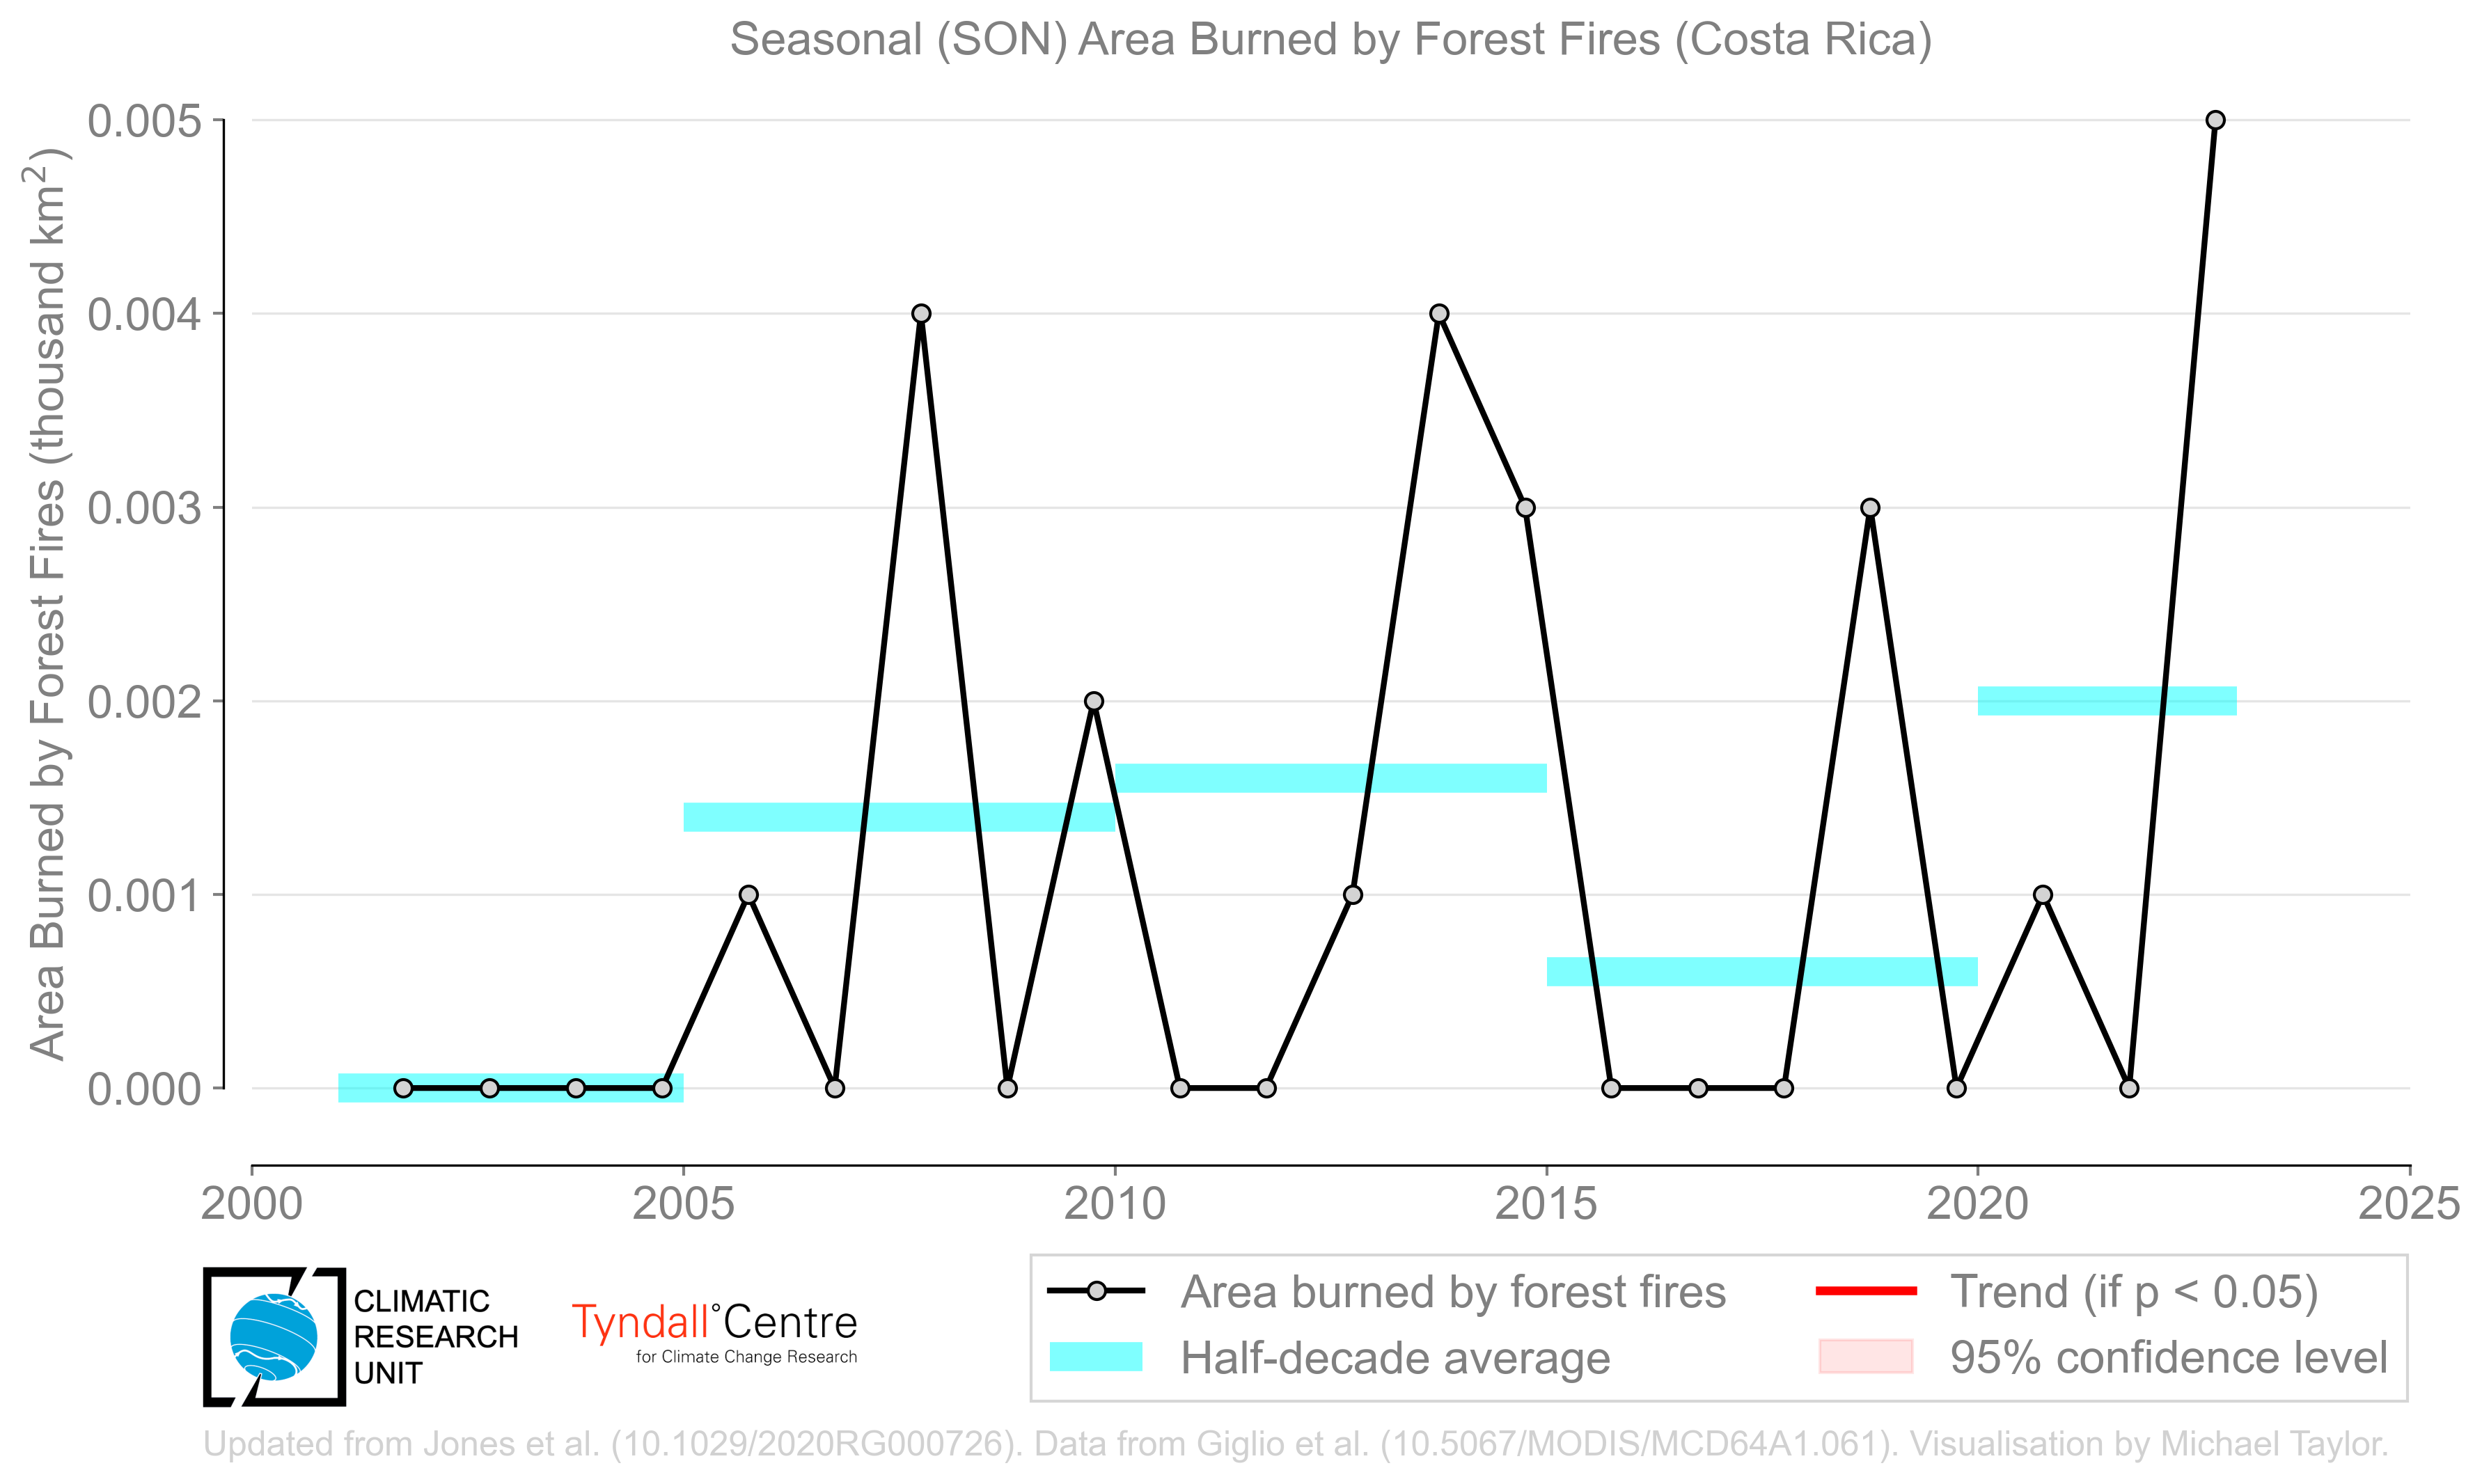 Seasonal (SON) Area Burned by Forest Fires (Costa Rica)
Area Burned by Forest Fires (thousand km²)
0.005
0.004
0.003
0.002
0.001
0.000
2000
2005
2010
2015
2020
2025
CLIMATIC
RESEARCH
UNIT
Tyndall°Centre
for Climate Change Research
Area burned by forest fires
Half-decade average
Trend (if p < 0.05)
95% confidence level
Updated from Jones et al. (10.1029/2020RG000726). Data from Giglio et al. (10.5067/MODIS/MCD64A1.061). Visualisation by Michael Taylor.